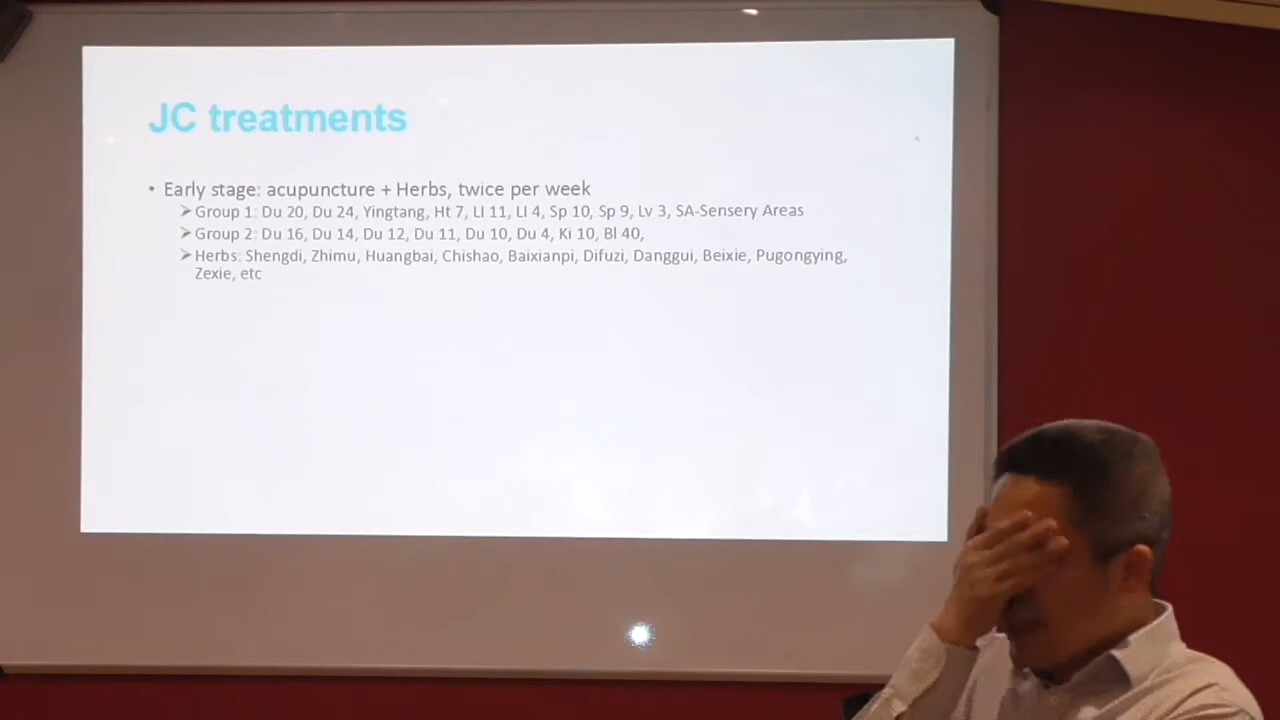 JC treatments
• Early stage: acupuncture + Herbs, twice per week
➢ Group 1: Du 20, Du 24, Yingtang, Ht 7, LI 11, LI 4, Sp 10, Sp 9, Lv 3, SA-Sensery Areas
➢ Group 2: Du 16, Du 14, Du 12, Du 11, Du 10, Du 4, Ki 10, Bl 40,
➢ Herbs: Shengdi, Zhimu, Huangbai, Chishao, Baixianpi, Difuzi, Danggui, Beixie, Pugongying,
Zexie, etc